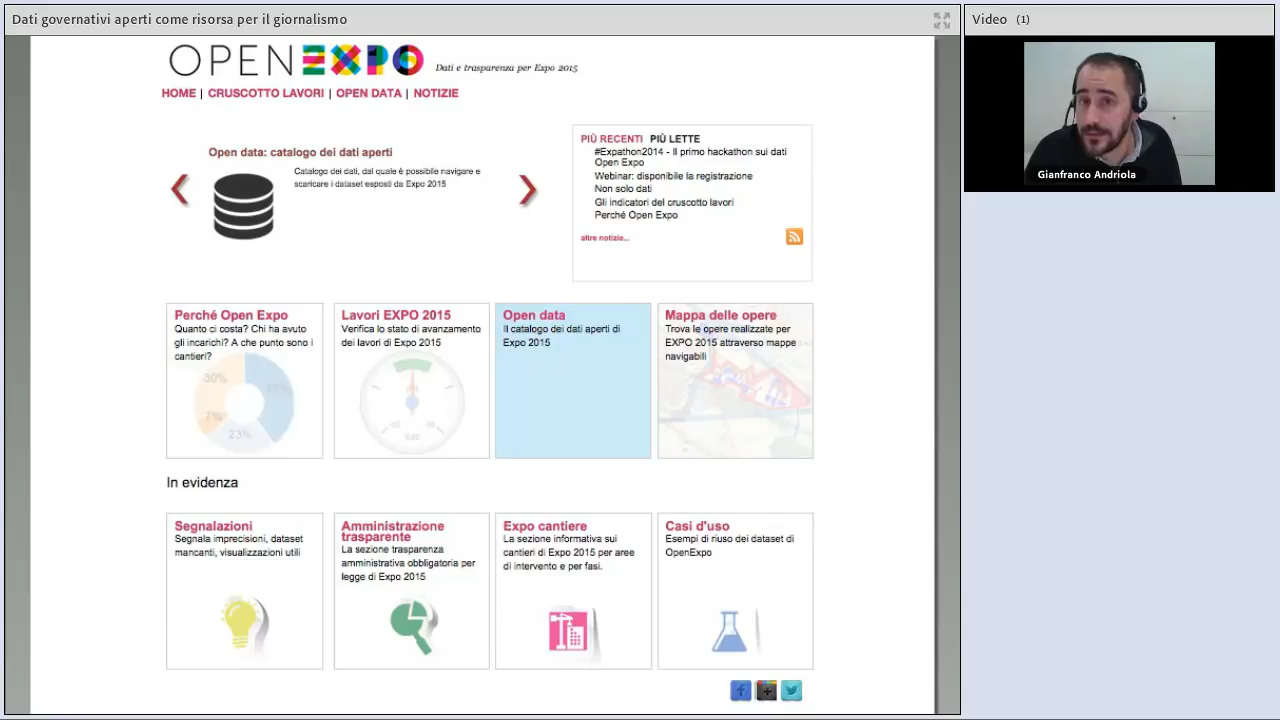 Dati governativi aperti come risorsa per il giornalismo
Video (1)
OPEN EXPO Dati e trasparenza per Expo 2015
HOME | CRUSCOTTO LAVORI | OPEN DATA | NOTIZIE
Open data: catalogo dei dati aperti
Catalogo dei dati, dal quale è possibile navigare e
scaricare i dataset esposti da Expo 2015
PIÙ RECENTI PIÙ LETTE
#Expathon2014 - Il primo hackathon sui dati
Open Expo
Webinar: disponibile la registrazione
Non solo dati
Gli indicatori del cruscotto lavori
Perché Open Expo
altre notizie...
Gianfranco Andriola
Perché Open Expo
Quanto ci costa? Chi ha avuto
gli incarichi? A che punto sono i
cantieri?
30%
7%
23%
Lavori EXPO 2015
Verifica lo stato di avanzamento
dei lavori di Expo 2015
Open data
Il catalogo dei dati aperti di
Expo 2015
Mappa delle opere
Trova le opere realizzate per
EXPO 2015 attraverso mappe
navigabili
In evidenza
Segnalazioni
Segnala imprecisioni, dataset
mancanti, visualizzazioni utili
Amministrazione
trasparente
La sezione trasparenza
amministrativa obbligatoria per
legge di Expo 2015
Expo cantiere
La sezione informativa sui
cantieri di Expo 2015 per aree
di intervento e per fasi.
Casi d'uso
Esempi di riuso dei dataset di
OpenExpo